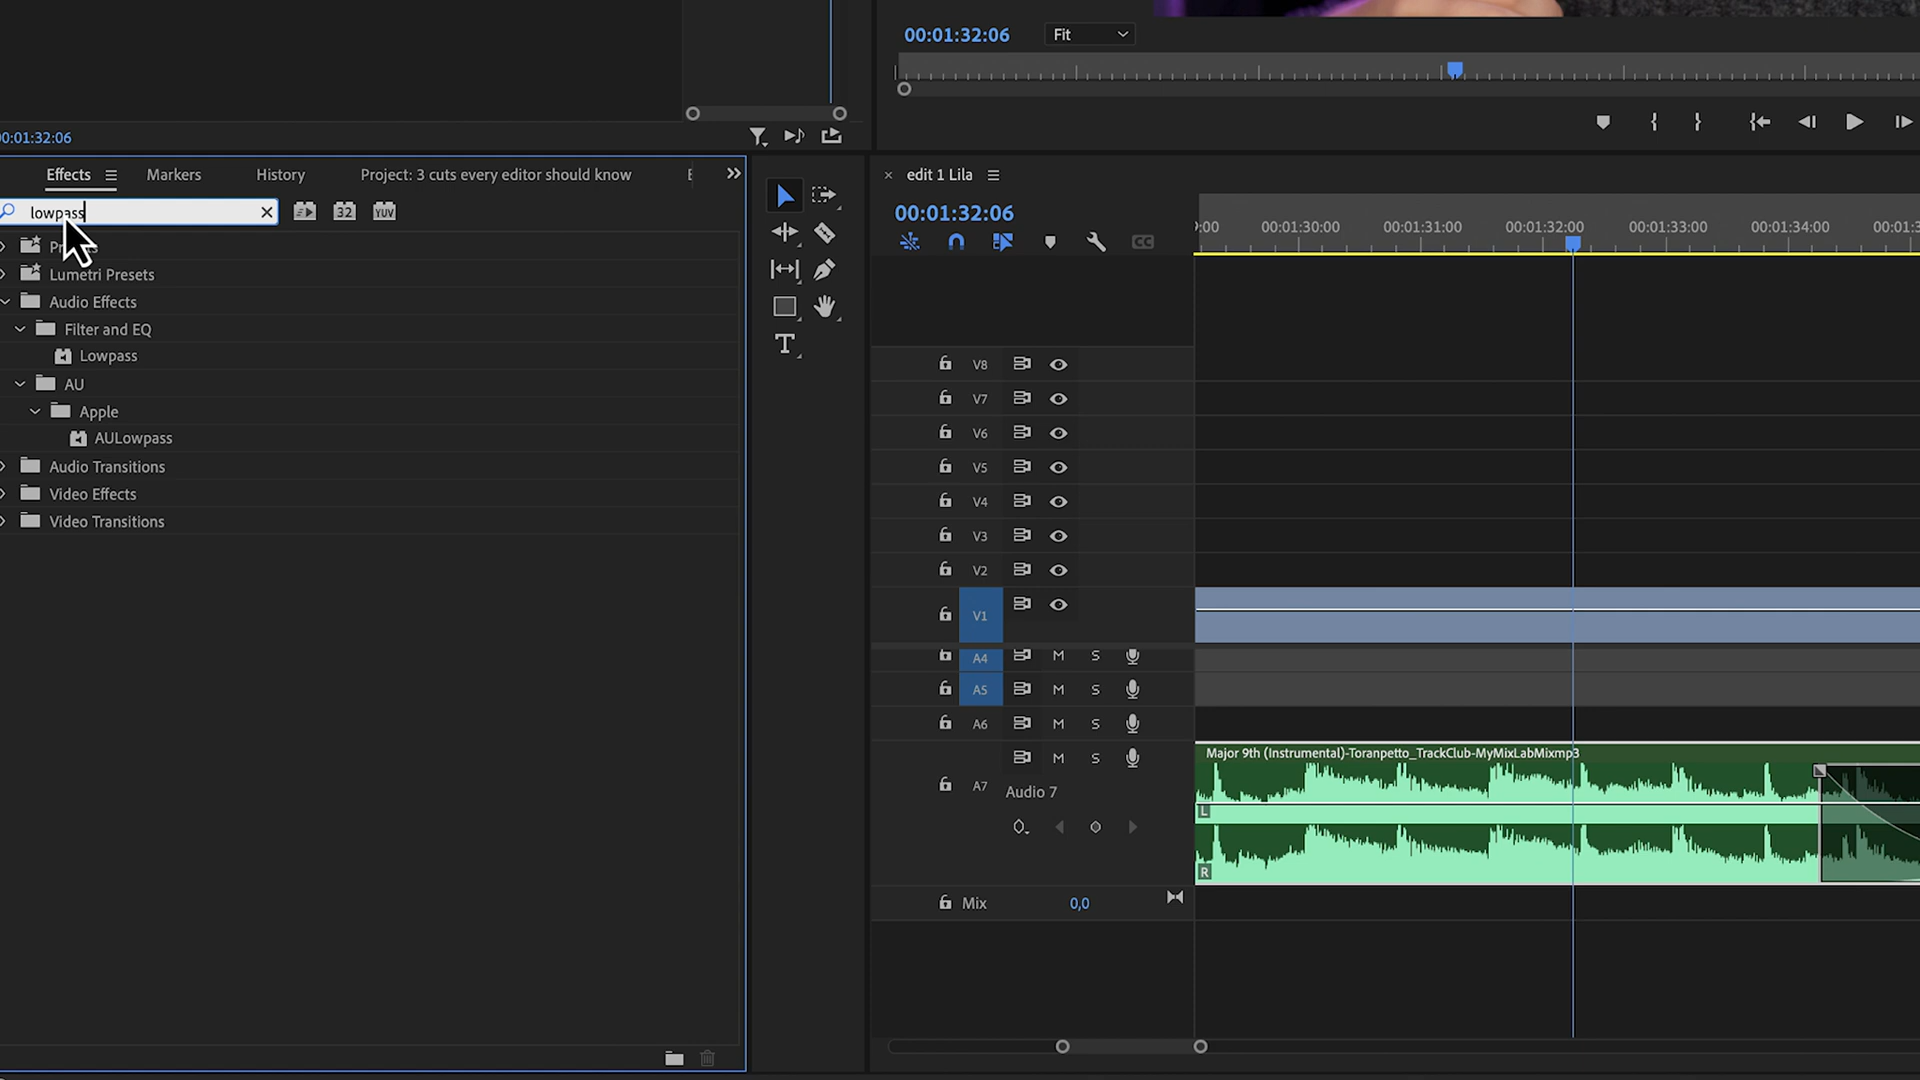 00:01:32:06
Fit
00:01:32:06
Effects
Markers
History
Project: 3 cuts every editor should know
lowpass
32
YUV
Lumetri Presets
Audio Effects
Filter and EQ
Lowpass
AU
Apple
AULowpass
Audio Transitions
Video Effects
Video Transitions
T
edit 1 Lila
00:01:32:06
CC
00:01:30:00
00:01:31:00
00:01:32:00
00:01:33:00
00:01:34:00
V8
V7
V6
V5
V4
V3
V2
V1
A4 M S
A5 M S
A6 M S
M S
A7
Audio 7
Major 9th (Instrumental)-Toranpetto_TrackClub-MyMixLabMixmp3
L
R
Mix
0,0